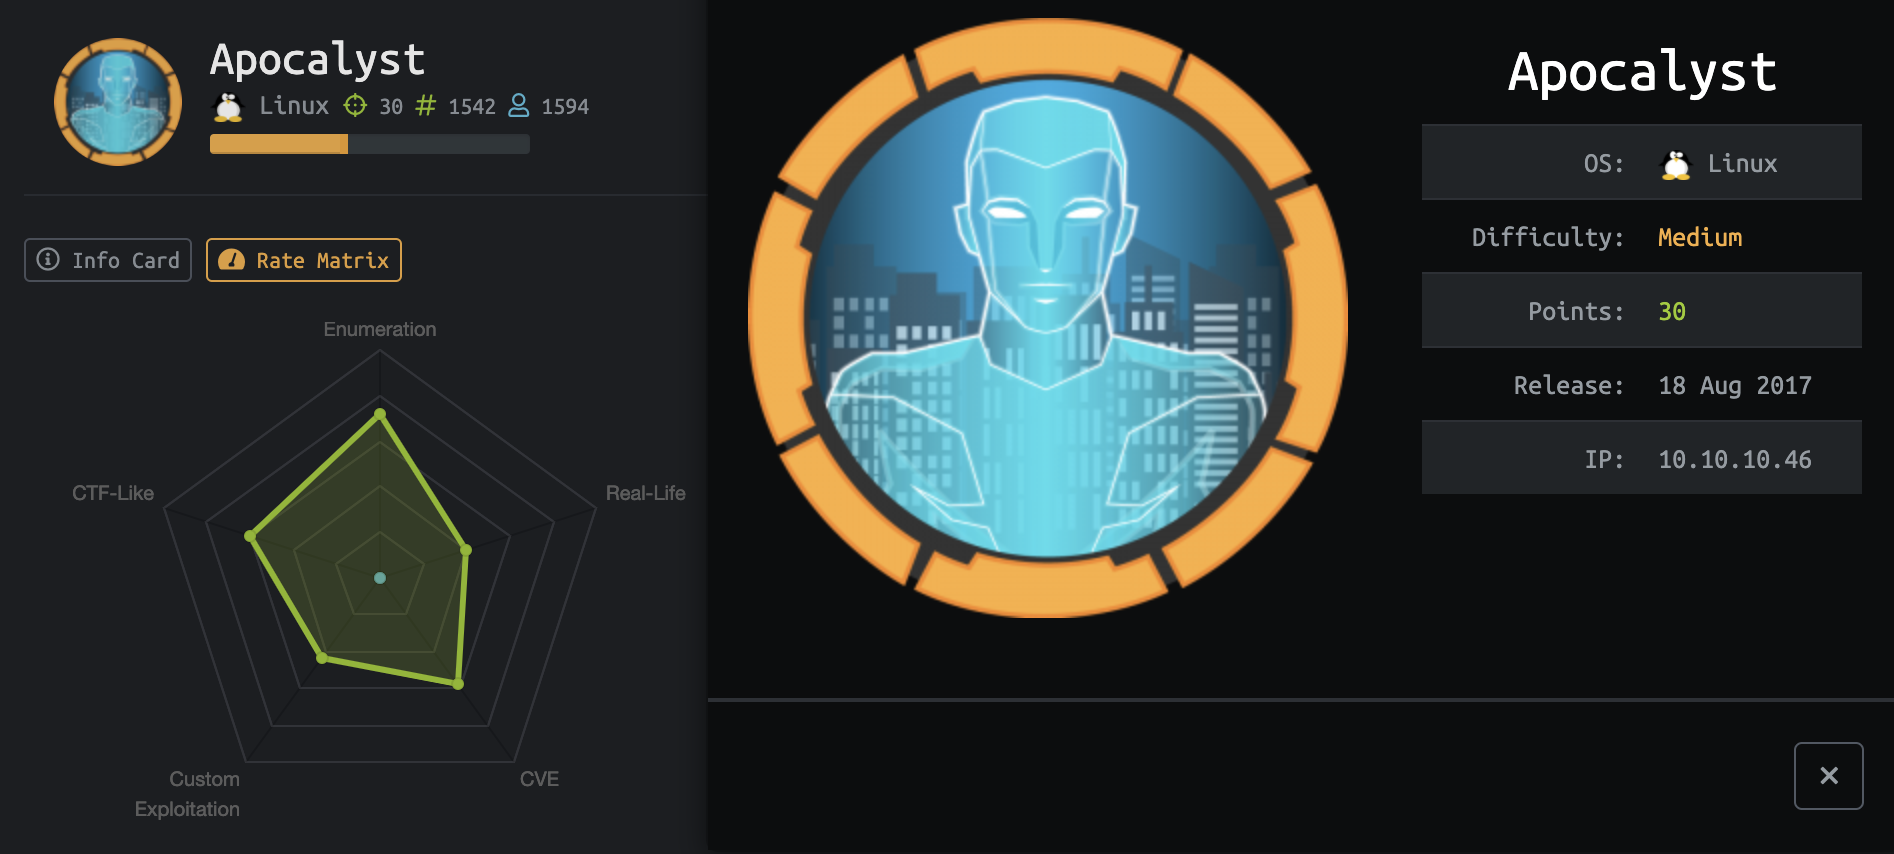 Apocalyst
Linux 30 # 1542 1594
Info Card Rate Matrix
Enumeration
CTF-Like
Real-Life
Custom
Exploitation
CVE
Apocalyst
OS: Linux
Difficulty: Medium
Points: 30
Release: 18 Aug 2017
IP: 10.10.10.46